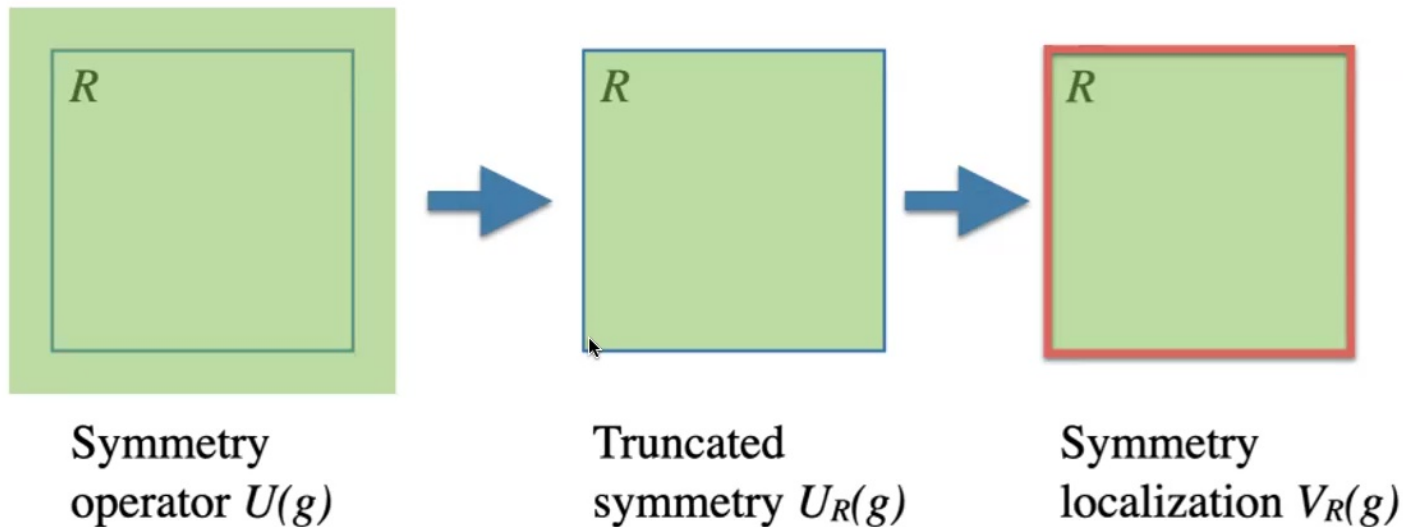 R
R
R
Symmetry
operator U(g)
Truncated
symmetry U_R(g)
Symmetry
localization V_R(g)